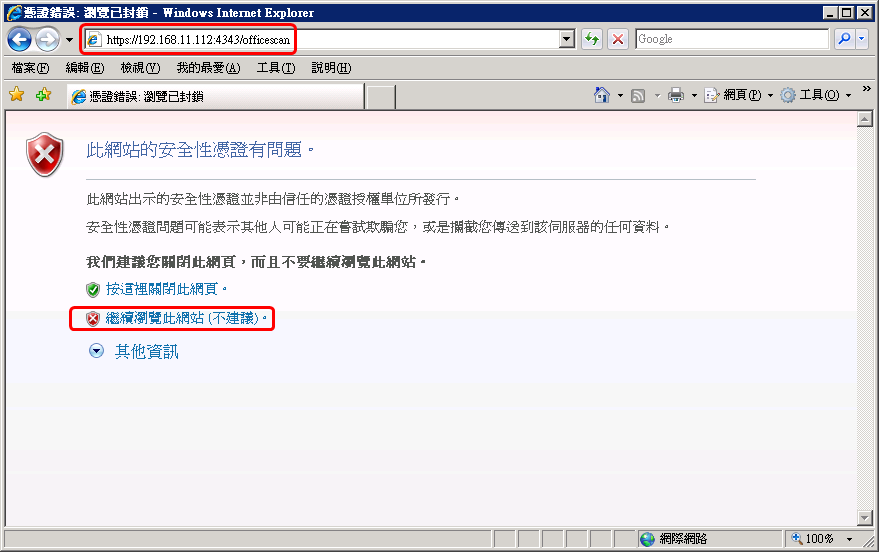 憑證錯誤: 瀏覽已封鎖 - Windows Internet Explorer
https://192.168.11.112:4343/officescan
Google
檔案(F) 編輯(E) 檢視(V) 我的最愛(A) 工具(T) 說明(H)
憑證錯誤: 瀏覽已封鎖
網頁(P) 工具(O) »
此網站的安全性憑證有問題。
此網站出示的安全性憑證並非由信任的憑證授權單位所發行。
安全性憑證問題可能表示其他人可能正在嘗試欺騙您，或是攔截您傳送到該伺服器的任何資料。
我們建議您關閉此網頁，而且不要繼續瀏覽此網站。
按這裡關閉此網頁。
繼續瀏覽此網站 (不建議)。
其他資訊
網際網路
100%